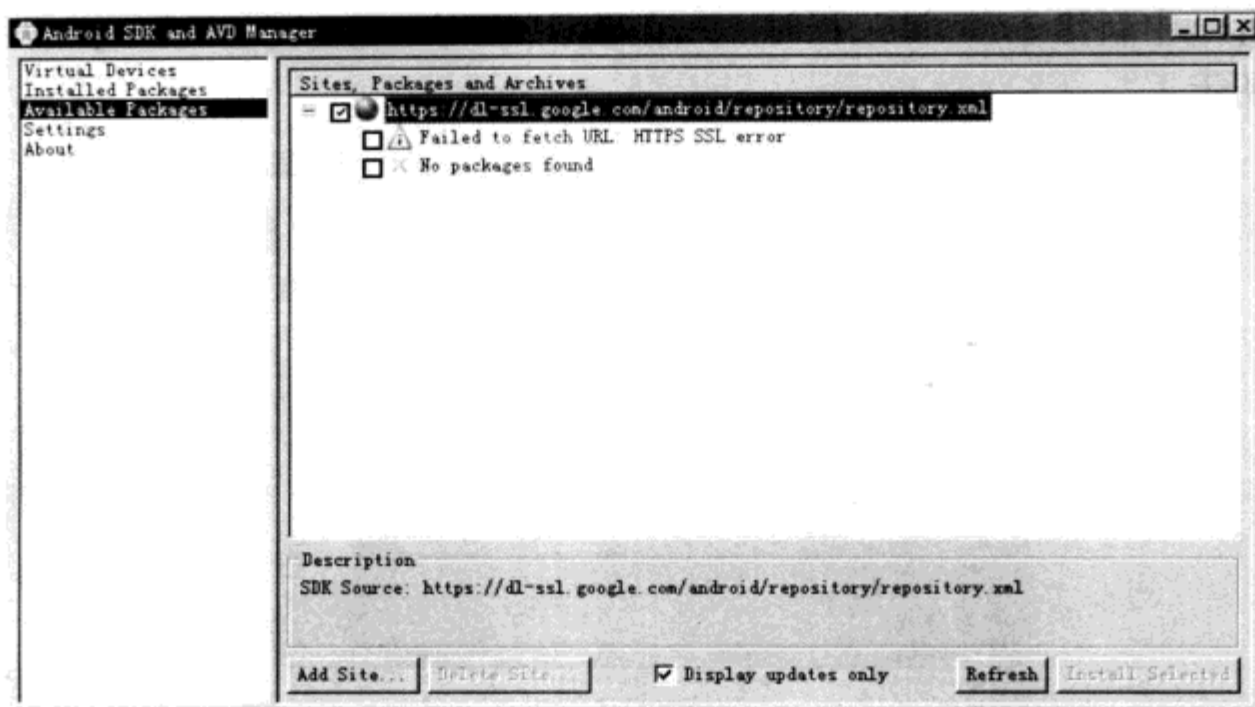 Android SDK and AVD Manager
Virtual Devices
Installed Packages
Available Packages
Settings
About
Sites, Packages and Archives
https://dl-ssl.google.com/android/repository/repository.xml
Failed to fetch URL: HTTPS SSL error
No packages found
Description
SDK Source: https://dl-ssl.google.com/android/repository/repository.xml
Add Site...
Delete Site...
Display updates only
Refresh
Install Selected